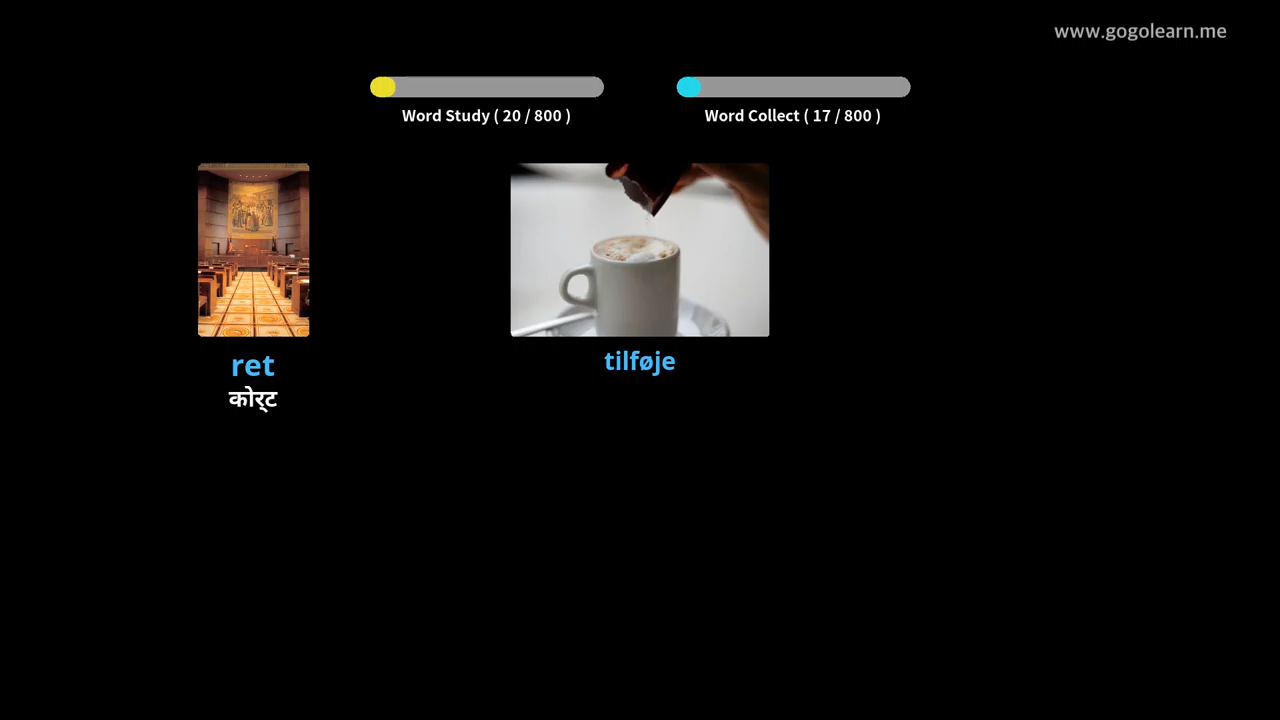 www.gogolearn.me
Word Study ( 20 / 800 )
Word Collect ( 17 / 800 )
ret
कोर्ट
tilføje